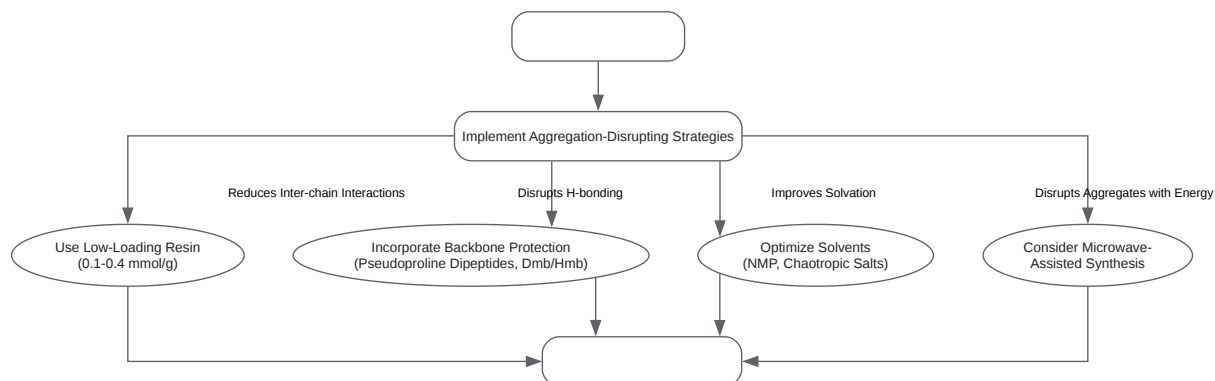 Implement Aggregation-Disrupting Strategies
Reduces Inter-chain Interactions
Disrupts H-bonding
Improves Solvation
Disrupts Aggregates with Energy
Use Low-Loading Resin
(0.1-0.4 mmol/g)
Incorporate Backbone Protection
(Pseudoproline Dipeptides, Dmb/Hmb)
Optimize Solvents
(NMP, Chaotropic Salts)
Consider Microwave-
Assisted Synthesis